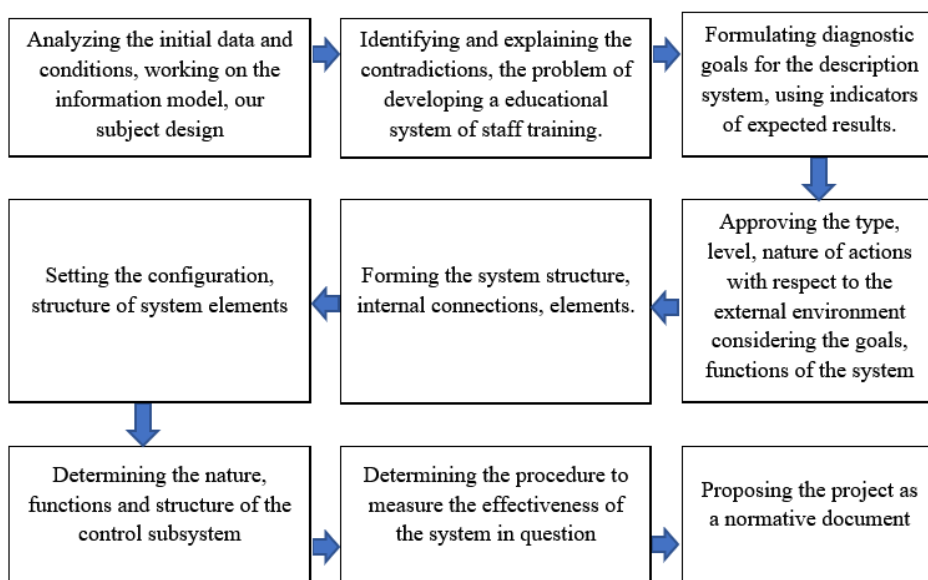 Analyzing the initial data and
conditions, working on the
information model, our
subject design
Identifying and explaining the
contradictions, the problem of
developing a educational
system of staff training.
Formulating diagnostic
goals for the description
system, using indicators
of expected results.
Approving the type,
level, nature of actions
with respect to the
external environment
considering the goals,
functions of the system
Forming the system structure,
internal connections, elements.
Setting the configuration,
structure of system elements
Determining the nature,
functions and structure of the
control subsystem
Determining the procedure to
measure the effectiveness of
the system in question
Proposing the project as
a normative document